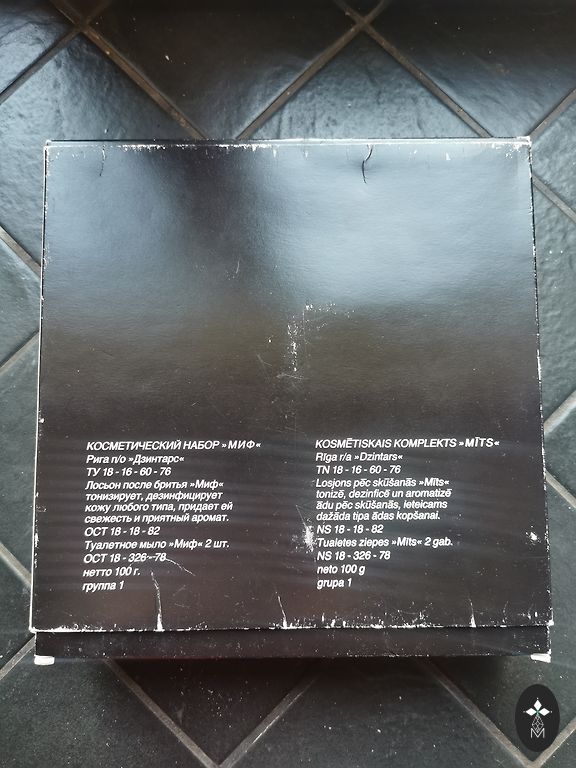 КОСМЕТИЧЕСКИЙ НАБОР »МИФ«
Рига п/о »Дзинтарс«
ТУ 18 - 16 - 60 - 76
Лосьон после бритья »Миф«
тонизирует, дезинфицирует
кожу любого типа, придает ей
свежесть и приятный аромат.
ОСТ 18 - 18 - 82
Туалетное мыло »Миф« 2 шт.
ОСТ 18 - 326 - 78
нетто 100 г.
группа 1
KOSMĒTISKAIS KOMPLEKTS »MĪTS«
Rīga r/a »Dzintars«
TN 18 - 16 - 60 - 76
Losjons pēc skūšanās »Mīts«
tonizē, dezinficē un aromatizē
ādu pēc skūšanās, ieteicams
dažāda tipa ādas kopšanai.
NS 18 - 18 - 82
Tualetes ziepes »Mīts« 2 gab.
NS 18 - 326 - 78
neto 100 g
grupa 1
M